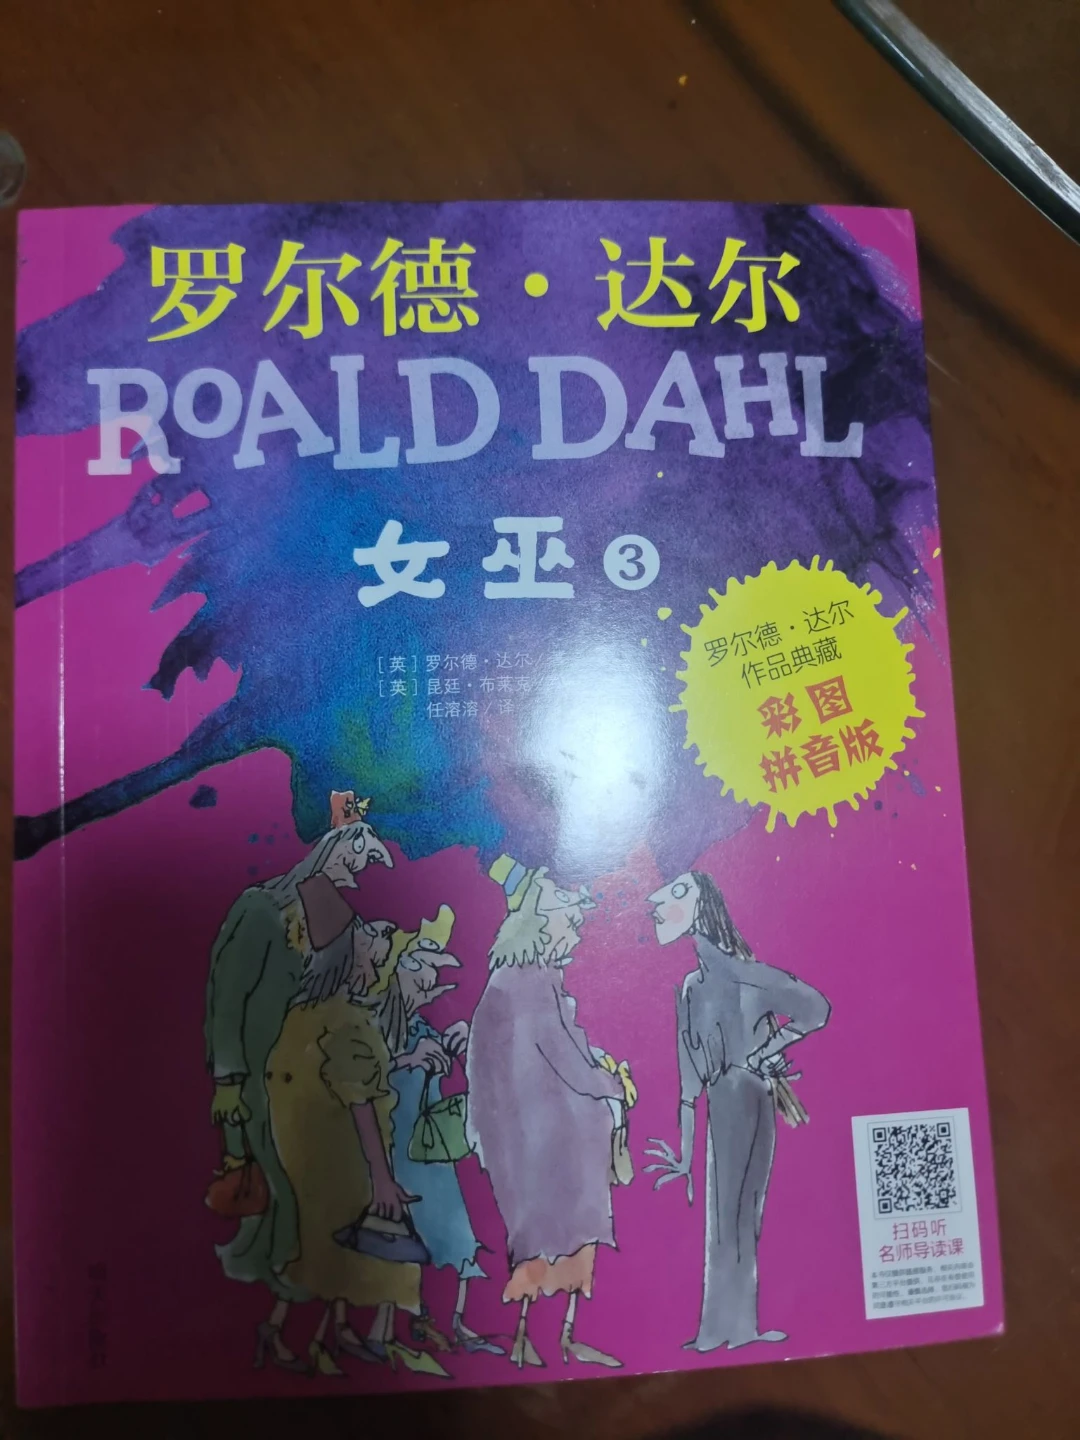 罗尔德·达尔
ROALD DAHL
女巫3
[英]罗尔德·达尔
[英]昆廷·布莱克
任溶溶/译
罗尔德·达尔
作品典藏
彩图
拼音版
扫码听
名师导读课